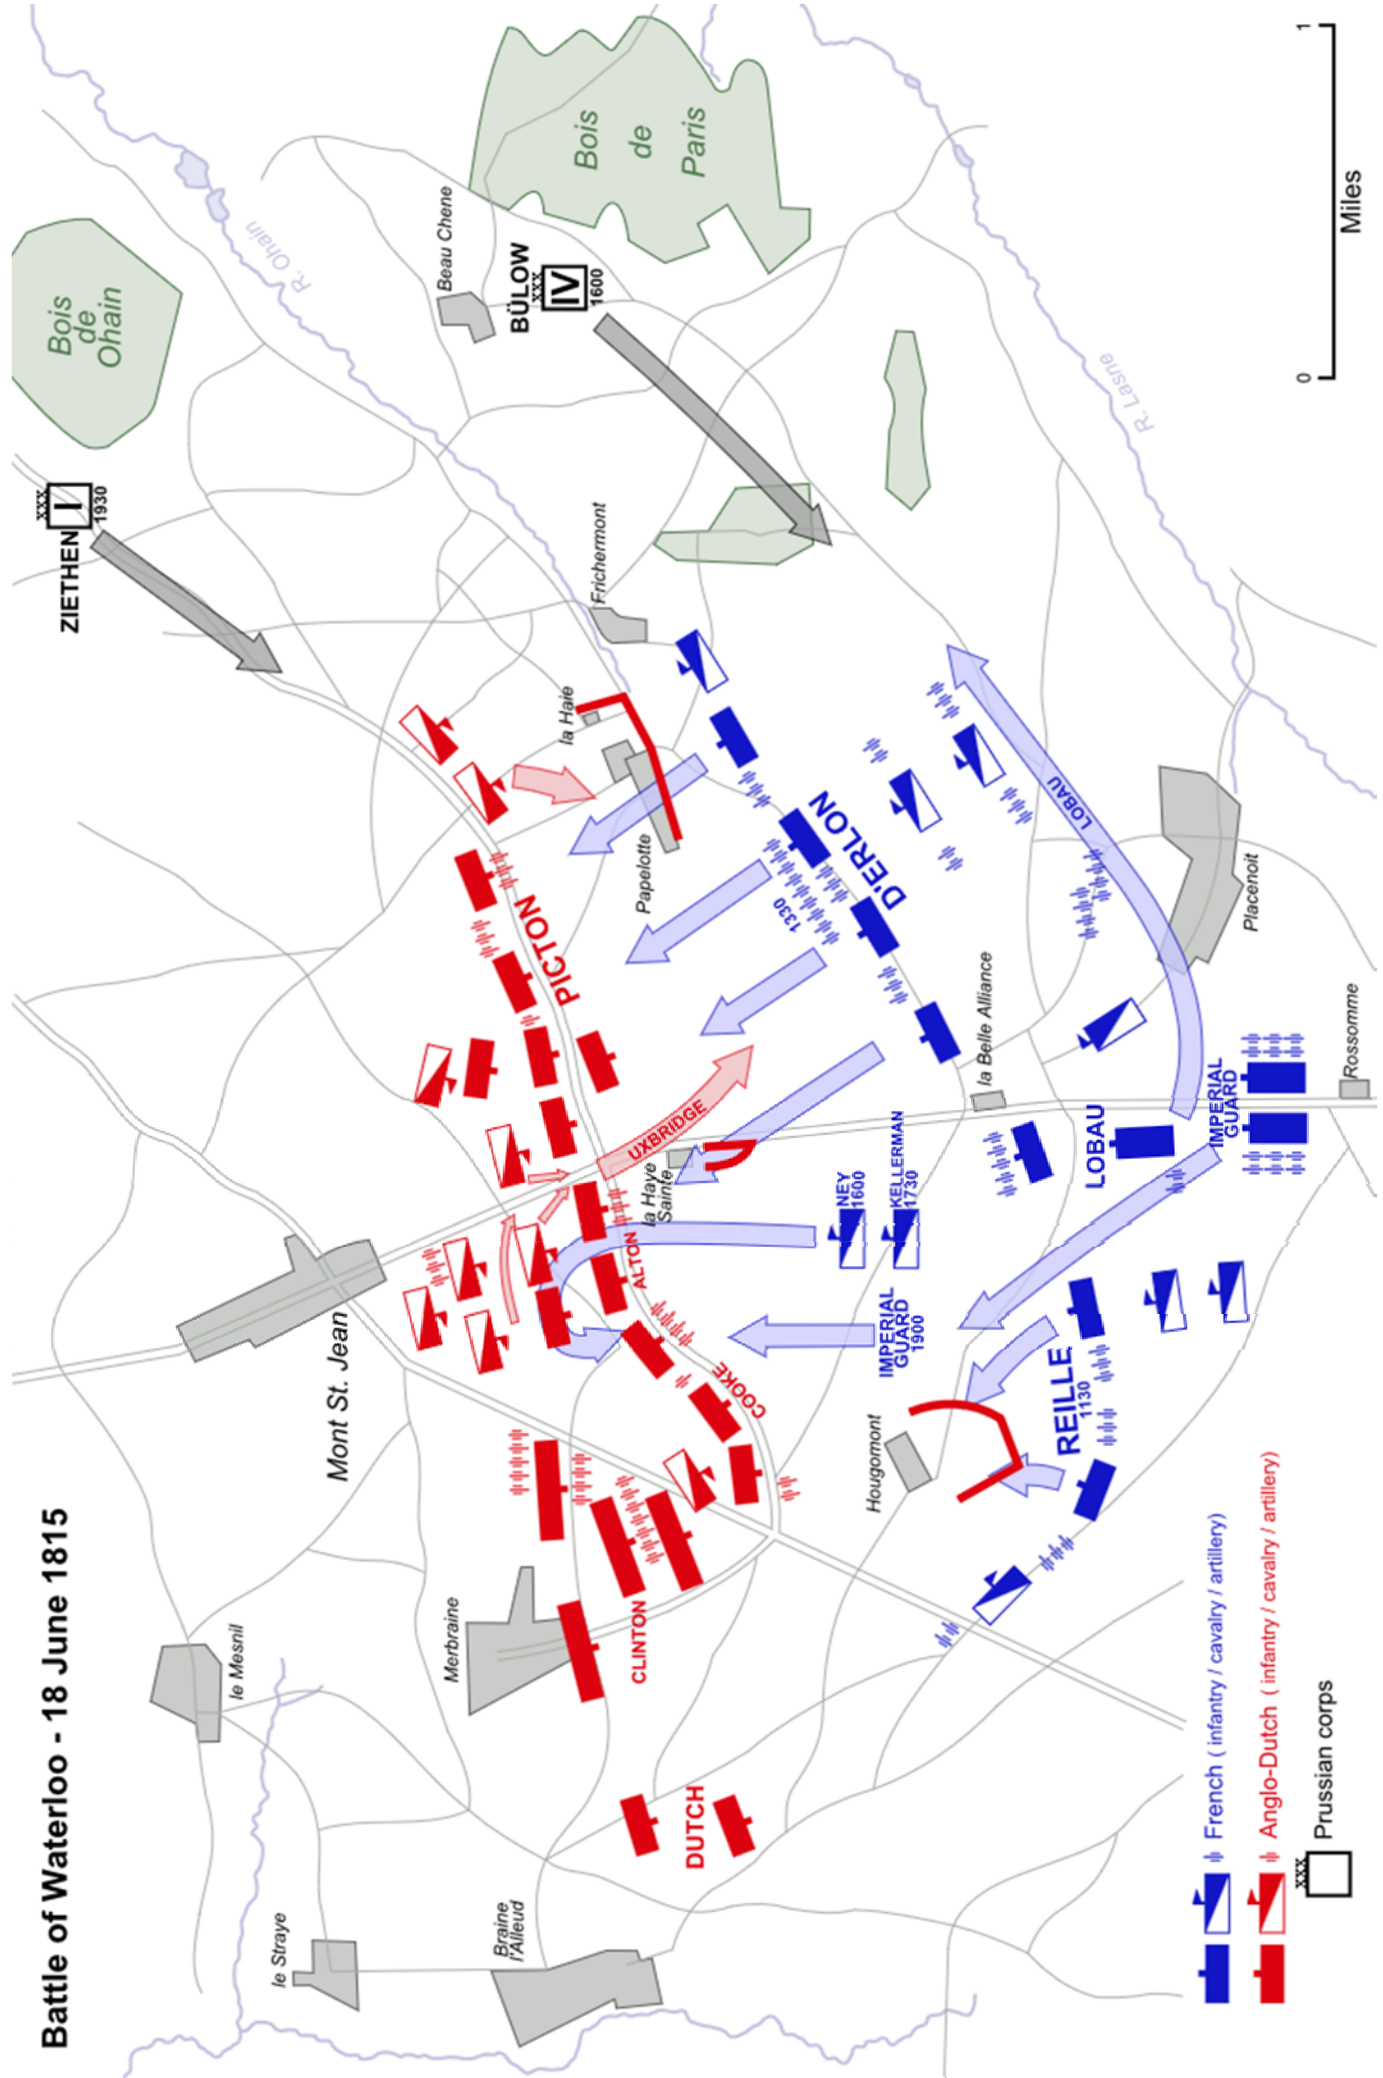 Battle of Waterloo - 18 June 1815
Bois
de
Ohain
ZIETHEN
XXX
I
1930
R. Ohain
Beau Chene
Bois
de
Paris
BÜLOW
XXX
IV
1600
Frichermont
la Haie
Papelotte
Mont St. Jean
le Mesnil
le Straye
Braine
l'Alleud
Merbraine
CLINTON
DUTCH
COOKE
ALTON
PICTON
UXBRIDGE
la Haye
Sainte
D'ERLON
1330
la Belle Alliance
NEY
1600
KELLERMAN
1730
IMPERIAL
GUARD
1900
Hougomont
REILLE
1130
LOBAU
LOBAU
IMPERIAL
GUARD
Placenoit
Rossomme
R. Lasne
0
1
Miles
French ( infantry / cavalry / artillery)
Anglo-Dutch ( infantry / cavalry / artillery)
XXX
Prussian corps